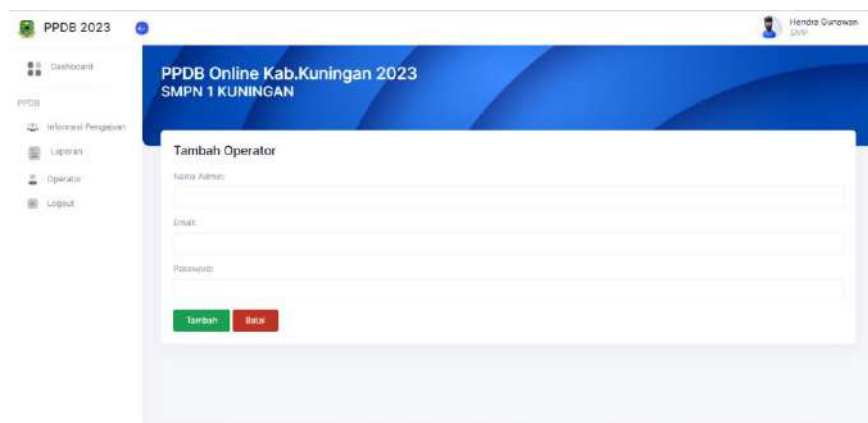 PPDB 2023
Hendra Gunawan
SMP
Dashboard
PPDB
Informasi Pengajuan
Laporan
Operator
Logout
PPDB Online Kab.Kuningan 2023
SMPN 1 KUNINGAN
Tambah Operator
Nama Admin:
Email:
Password:
Tambah
Batal